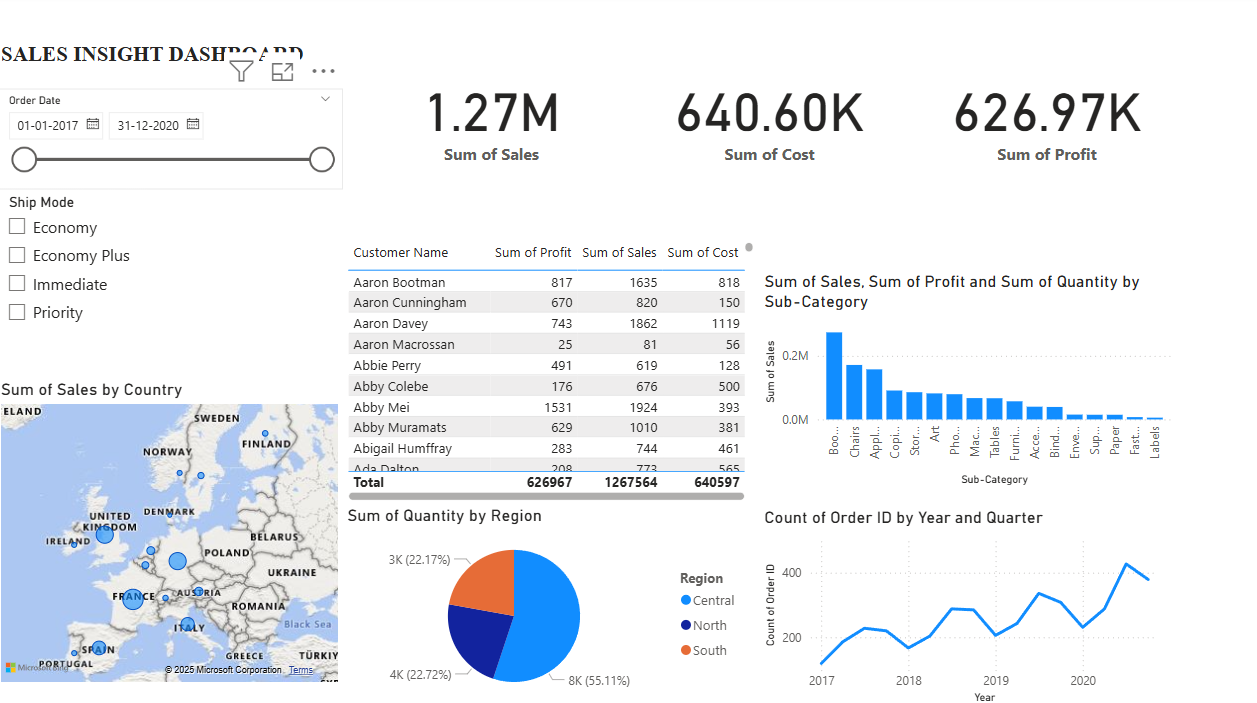 SALES INSIGHT DASHBOARD
Order Date
01-01-2017 31-12-2020
Ship Mode
Economy
Economy Plus
Immediate
Priority
1.27M
Sum of Sales
640.60K
Sum of Cost
626.97K
Sum of Profit
Customer Name Sum of Profit Sum of Sales Sum of Cost
Aaron Bootman 817 1635 818
Aaron Cunningham 670 820 150
Aaron Davey 743 1862 1119
Aaron Macrossan 25 81 56
Abbie Perry 491 619 128
Abby Colebe 176 676 500
Abby Mei 1531 1924 393
Abby Muramats 629 1010 381
Abigail Humffray 283 744 461
Ada Dalton 208 773 565
Total 626967 1267564 640597
Sum of Sales, Sum of Profit and Sum of Quantity by
Sub-Category
Sum of Sales
0.2M
0.0M
Boo...
Chairs
Appl...
Copi...
Stor...
Art
Pho...
Mac...
Tables
Furni...
Acce...
Bind...
Enve...
Sup...
Paper
Fast...
Labels
Sub-Category
Sum of Sales by Country
ELAND
SWEDEN
FINLAND
NORWAY
UNITED
KINGDOM
DENMARK
IRELAND
BELARUS
POLAND
UKRAINE
FRANCE
AUSTRIA
ROMANIA
ITALY
Black Sea
SPAIN
PORTUGAL
GREECE
TÜRKIY
Microsoft Bing
© 2025 Microsoft Corporation Terms
Sum of Quantity by Region
3K (22.17%)
4K (22.72%)
8K (55.11%)
Region
Central
North
South
Count of Order ID by Year and Quarter
Count of Order ID
400
200
2017 2018 2019 2020
Year